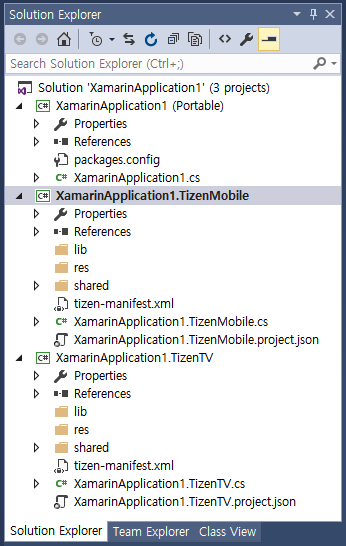 Solution Explorer
Search Solution Explorer (Ctrl+;)
Solution 'XamarinApplication1' (3 projects)
C# XamarinApplication1 (Portable)
Properties
References
packages.config
C# XamarinApplication1.cs
C# XamarinApplication1.TizenMobile
Properties
References
lib
res
shared
tizen-manifest.xml
C# XamarinApplication1.TizenMobile.cs
XamarinApplication1.TizenMobile.project.json
C# XamarinApplication1.TizenTV
Properties
References
lib
res
shared
tizen-manifest.xml
C# XamarinApplication1.TizenTV.cs
XamarinApplication1.TizenTV.project.json
Solution Explorer Team Explorer Class View